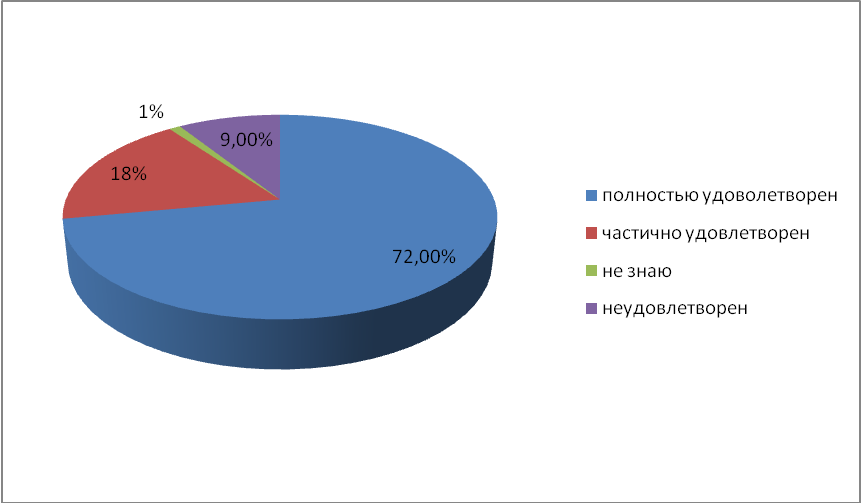 1%
9,00%
18%
72,00%
полностью удоволетворен
частично удовлетворен
не знаю
неудовлетворен